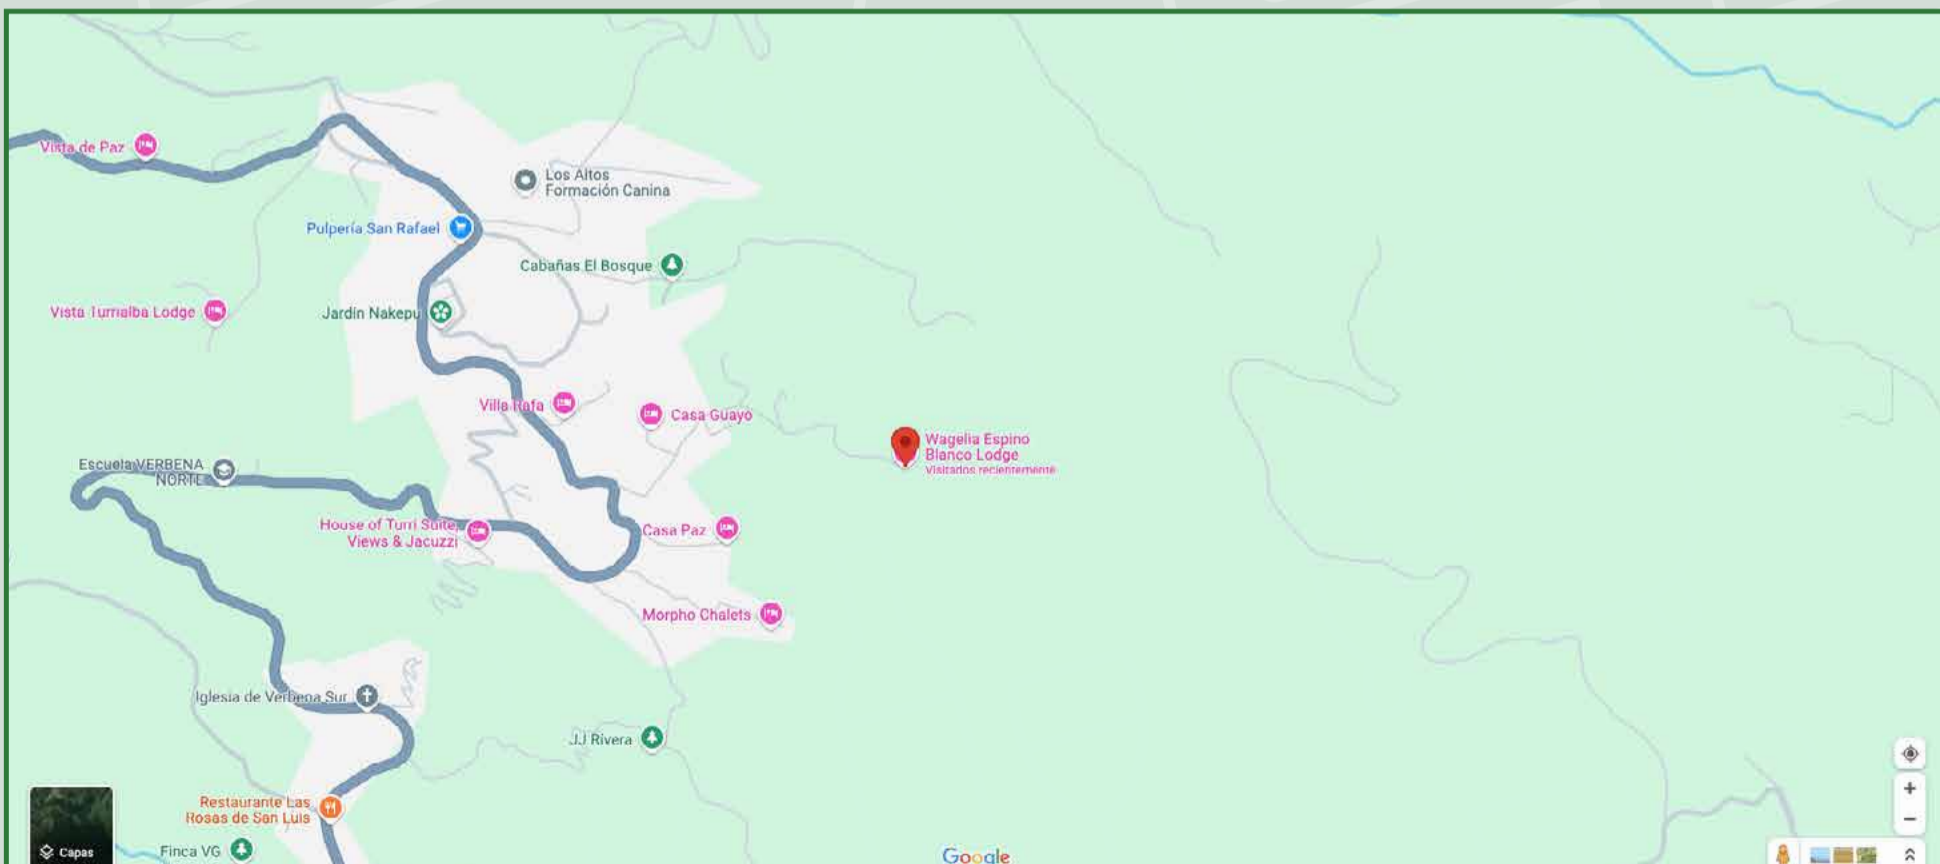 Vista de Paz
Los Altos
Formación Canina
Pulpería San Rafael
Cabañas El Bosque
Vista Turrialba Lodge
Jardín Nakepu
Villa Rafa
Casa Guayo
Wagelia Espino
Blanco Lodge
Visitados recientemente
Escuela VERBENA
NORTE
House of Turri Suite,
Views & Jacuzzi
Casa Paz
Morpho Chalets
Iglesia de Verbena Sur
JJ Rivera
Restaurante Las
Rosas de San Luis
Capas
Finca VG
Google